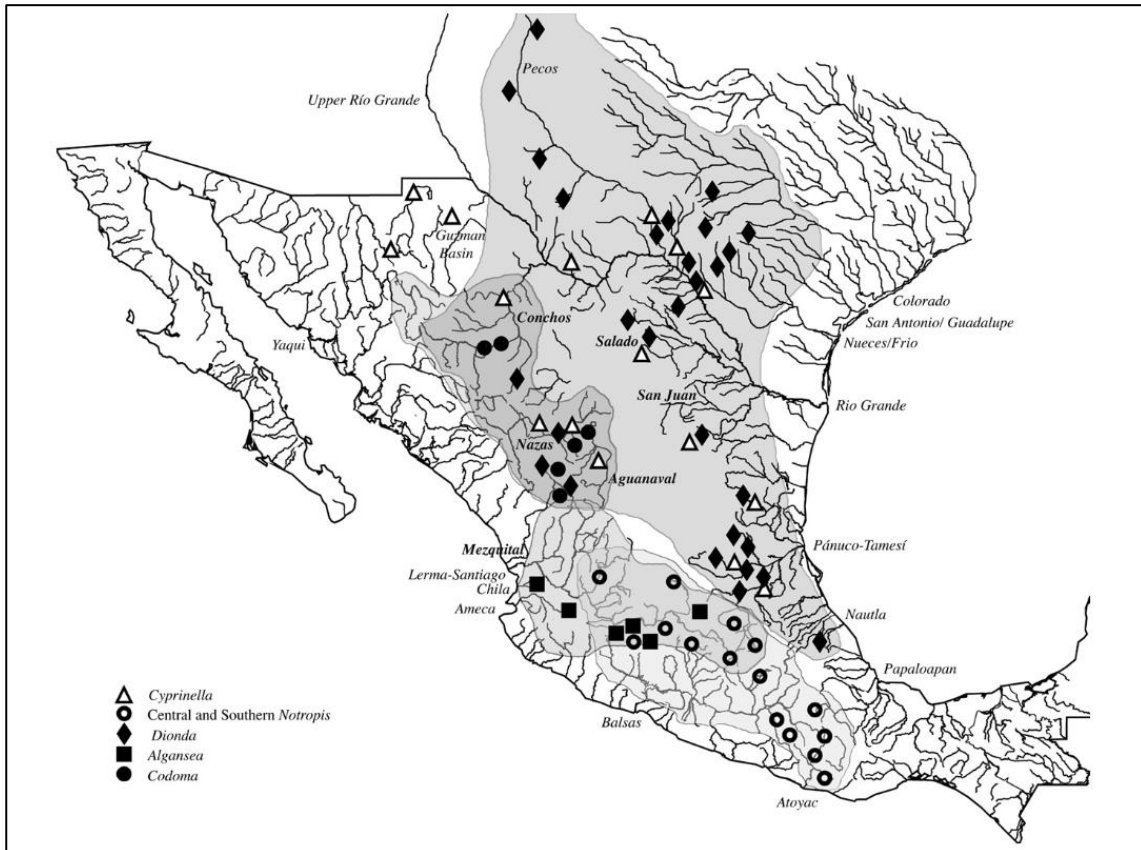 Pecos
Upper Río Grande
Guzman
Basin
Colorado
San Antonio/ Guadalupe
Nueces/Frio
Conchos
Yaqui
Salado
San Juan
Rio Grande
Nazas
Aguanaval
Mezquital
Pánuco-Tamesí
Lerma-Santiago
Chila
Ameca
Nautla
Papaloapan
Balsas
Atoyac
Cyprinella
Central and Southern Notropis
Dionda
Algansea
Codoma